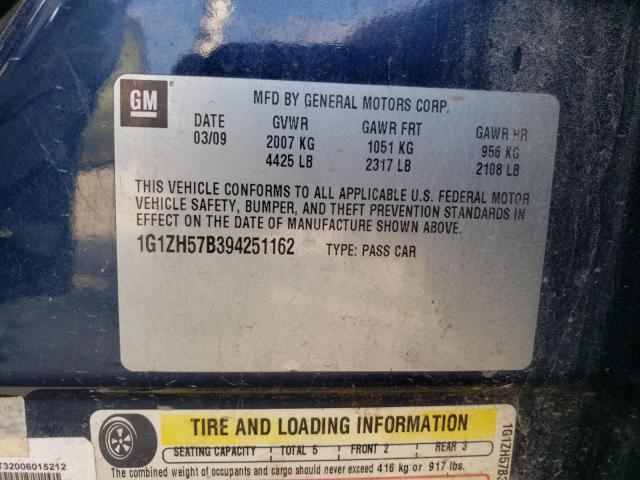 GM
MFD BY GENERAL MOTORS CORP.
DATE GVWR GAWR FRT GAWR RR
03/09 2007 KG 1051 KG 956 KG
4425 LB 2317 LB 2108 LB
THIS VEHICLE CONFORMS TO ALL APPLICABLE U.S. FEDERAL MOTOR
VEHICLE SAFETY, BUMPER, AND THEFT PREVENTION STANDARDS IN
EFFECT ON THE DATE OF MANUFACTURE SHOWN ABOVE.
1G1ZH57B394251162 TYPE: PASS CAR
TIRE AND LOADING INFORMATION
SEATING CAPACITY TOTAL 5 FRONT 2 REAR 3
The combined weight of occupants and cargo should never exceed 416 kg or 917 lbs.
T32006015212
1G1ZH57B3